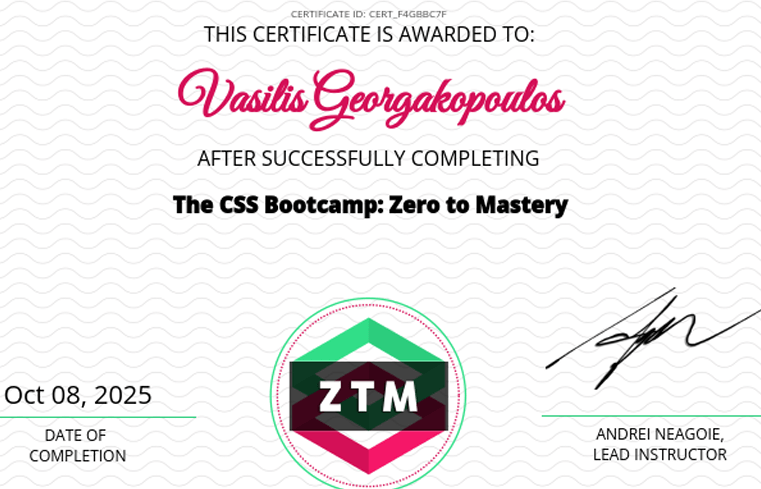 CERTIFICATE ID: CERT_F4GBBC7F
THIS CERTIFICATE IS AWARDED TO:
Vasilis Georgakopoulos
AFTER SUCCESSFULLY COMPLETING
The CSS Bootcamp: Zero to Mastery
ZTM
Oct 08, 2025
DATE OF
COMPLETION
ANDREI NEAGOIE,
LEAD INSTRUCTOR